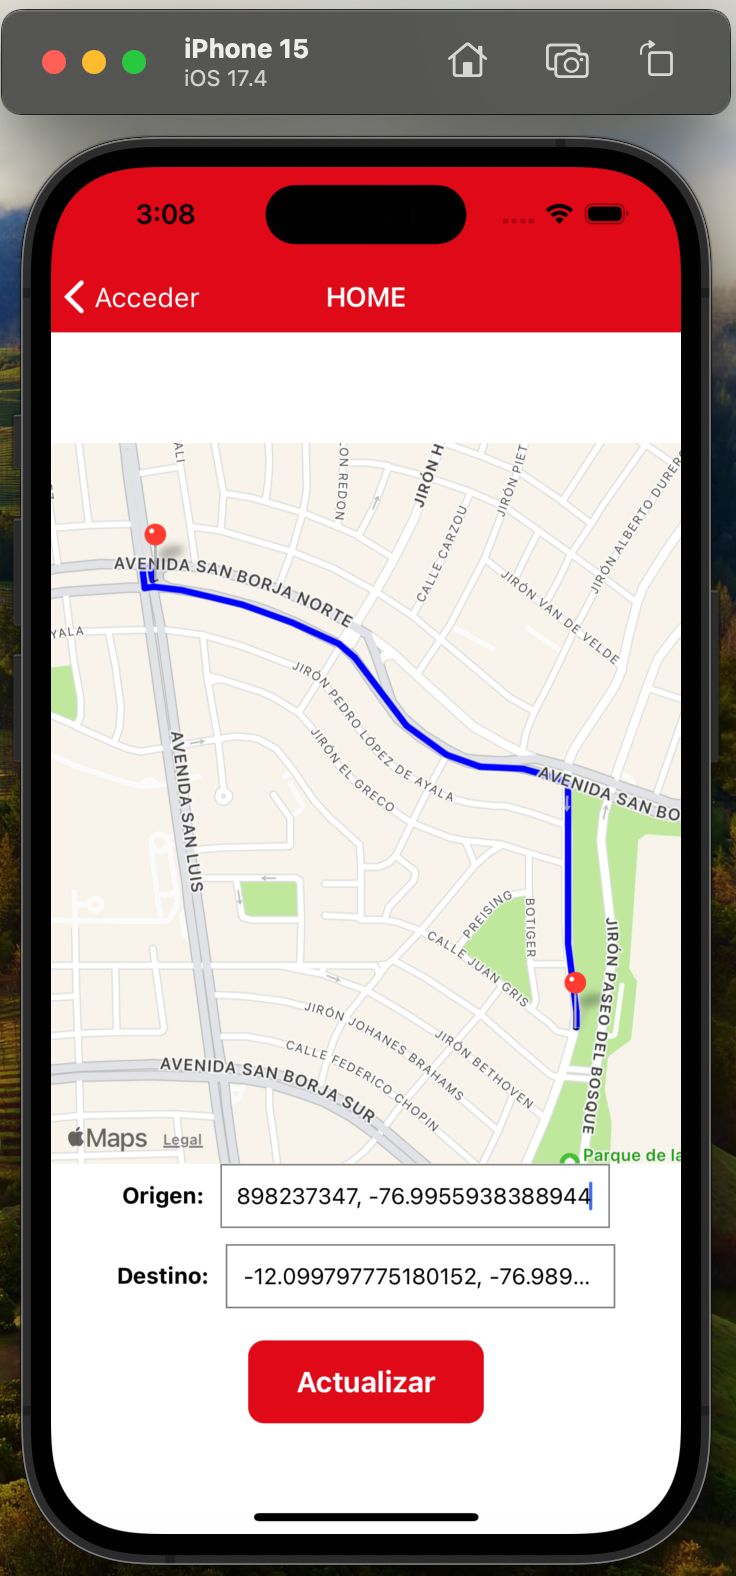 iPhone 15
iOS 17.4
3:08
Acceder
HOME
ALI
LON REDON
JIRÓN H
JIRÓN PIET
JIRÓN ALBERTO DURERO
CALLE CARZOU
AVENIDA SAN BORJA NORTE
JIRÓN VAN DE VELDE
YALA
JIRÓN PEDRO LÓPEZ DE AYALA
JIRÓN EL GRECO
AVENIDA SAN LUIS
AVENIDA SAN BO
PREISING
BOTIGER
CALLE JUAN GRIS
JIRÓN PASEO DEL BOSQUE
JIRÓN JOHANES BRAHAMS
JIRÓN BETHOVEN
CALLE FEDERICO CHOPIN
AVENIDA SAN BORJA SUR
Maps Legal
Parque de la
Origen: 898237347, -76.9955938388944
Destino: -12.099797775180152, -76.989...
Actualizar